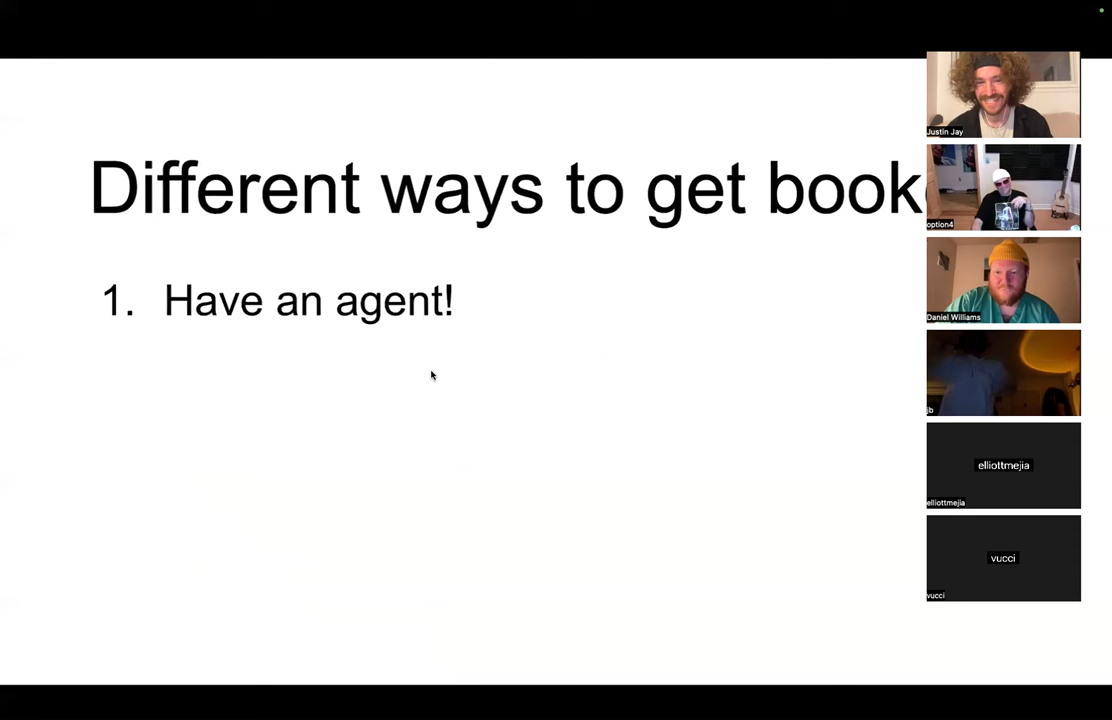 Different ways to get book
1. Have an agent!
Justin Jay
option4
Daniel Williams
jb
elliottmejia
elliottmejia
vucci
vucci